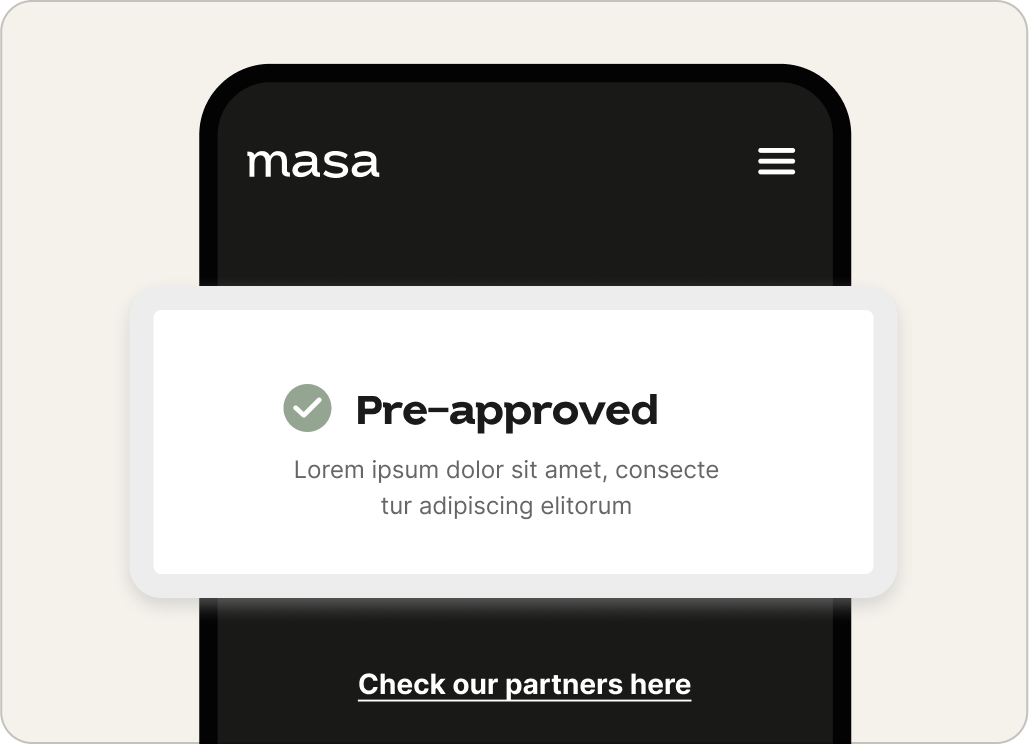 masa
Pre-approved
Lorem ipsum dolor sit amet, consecte
tur adipiscing elitorum
Check our partners here